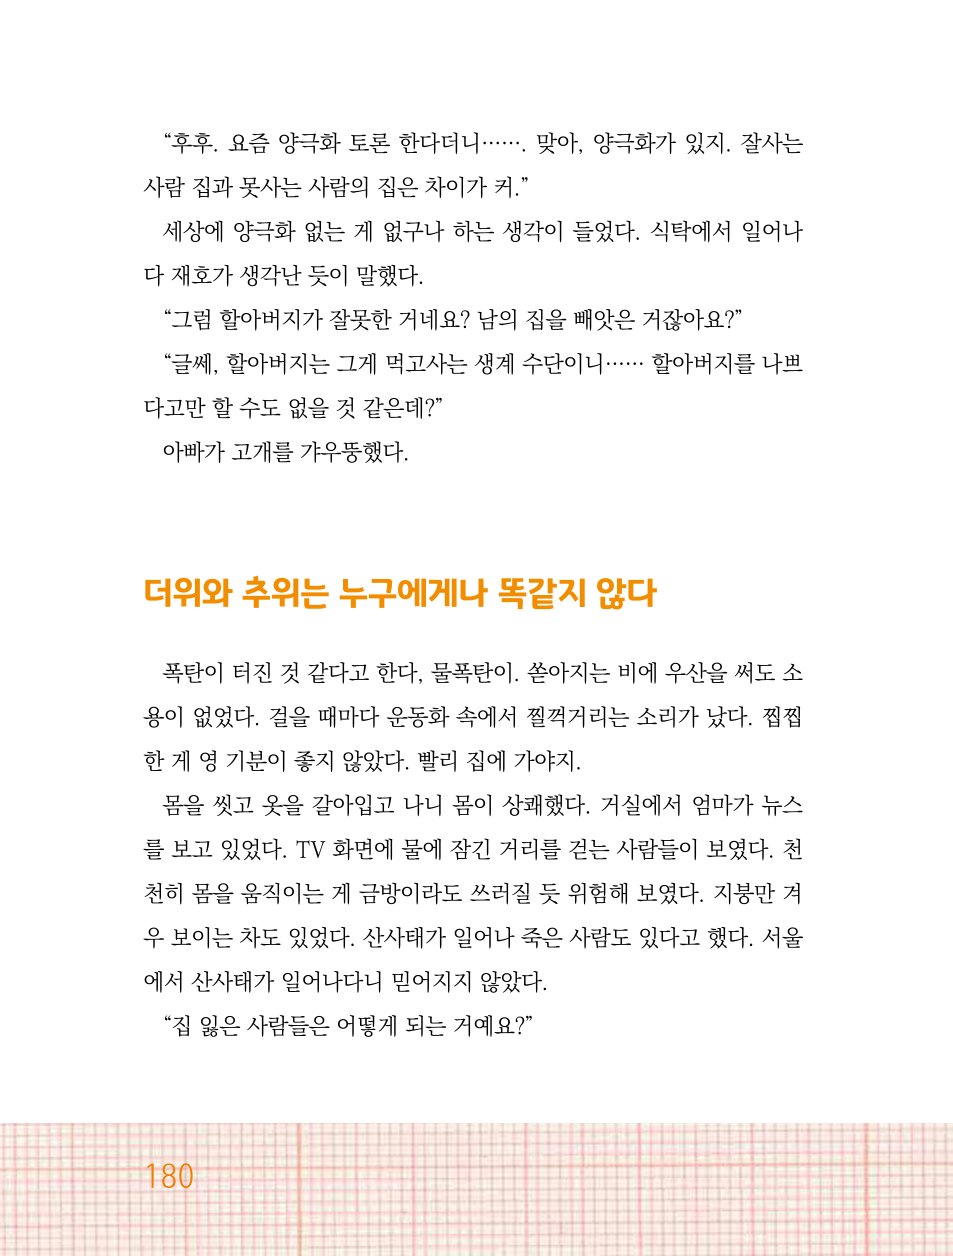 “후후. 요즘 양극화 토론 한다더니……. 맞아, 양극화가 있지. 잘사는
사람 집과 못사는 사람의 집은 차이가 커.”
세상에 양극화 없는 게 없구나 하는 생각이 들었다. 식탁에서 일어나
다 재호가 생각난 듯이 말했다.
“그럼 할아버지가 잘못한 거네요? 남의 집을 빼앗은 거잖아요?”
“글쎄, 할아버지는 그게 먹고사는 생계 수단이니…… 할아버지를 나쁘
다고만 할 수도 없을 것 같은데?”
아빠가 고개를 갸우뚱했다.
더위와 추위는 누구에게나 똑같지 않다
폭탄이 터진 것 같다고 한다, 물폭탄이. 쏟아지는 비에 우산을 써도 소
용이 없었다. 걸을 때마다 운동화 속에서 찔꺽거리는 소리가 났다. 찝찝
한 게 영 기분이 좋지 않았다. 빨리 집에 가야지.
몸을 씻고 옷을 갈아입고 나니 몸이 상쾌했다. 거실에서 엄마가 뉴스
를 보고 있었다. TV 화면에 물에 잠긴 거리를 걷는 사람들이 보였다. 천
천히 몸을 움직이는 게 금방이라도 쓰러질 듯 위험해 보였다. 지붕만 겨
우 보이는 차도 있었다. 산사태가 일어나 죽은 사람도 있다고 했다. 서울
에서 산사태가 일어나다니 믿어지지 않았다.
“집 잃은 사람들은 어떻게 되는 거예요?”
180